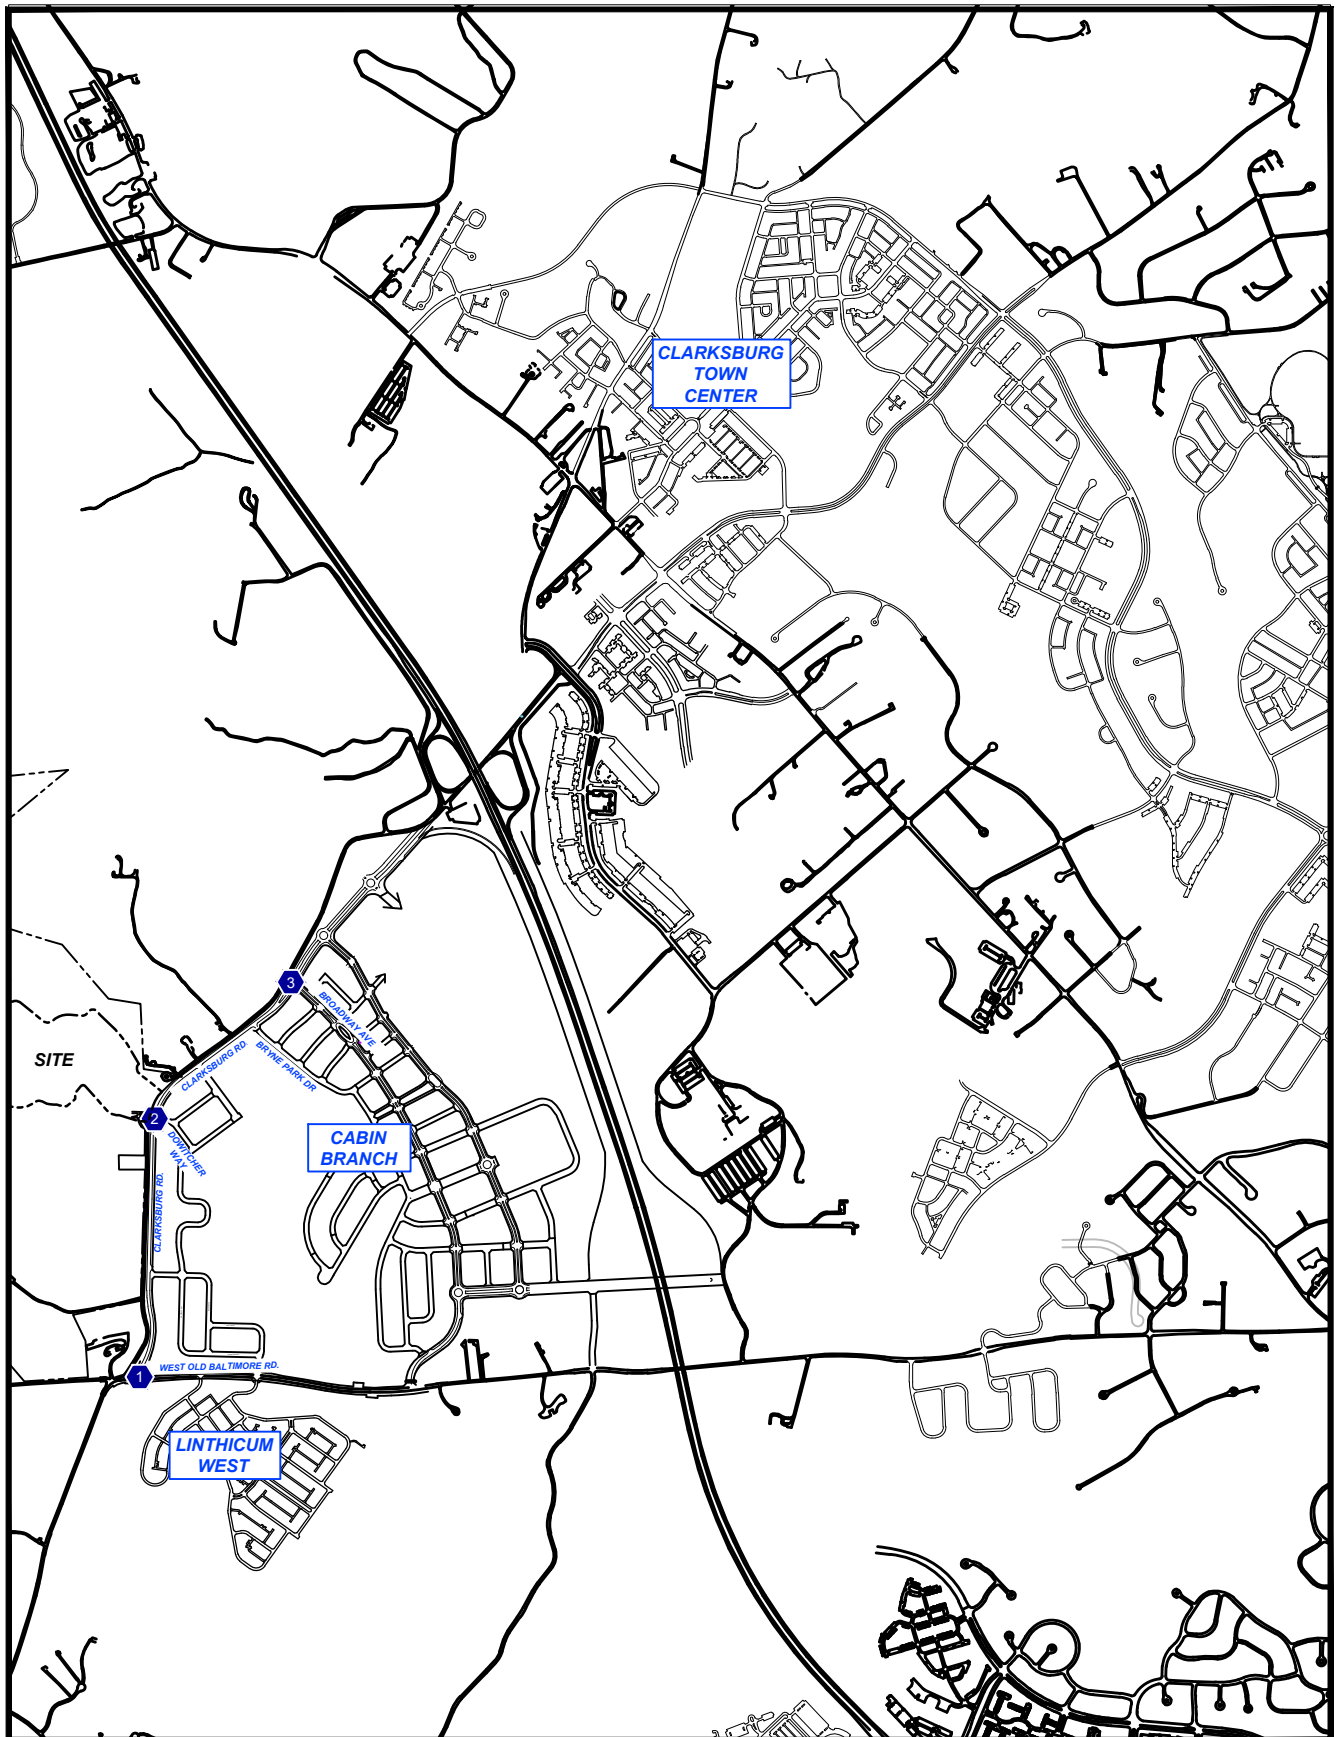 CLARKSBURG
TOWN
CENTER
3
BROADWAY AVE
SITE
CLARKSBURG RD.
BRYNE PARK DR
2
DOWITCHER
WAY
CABIN
BRANCH
CLARKSBURG RD.
WEST OLD BALTIMORE RD.
1
LINTHICUM
WEST